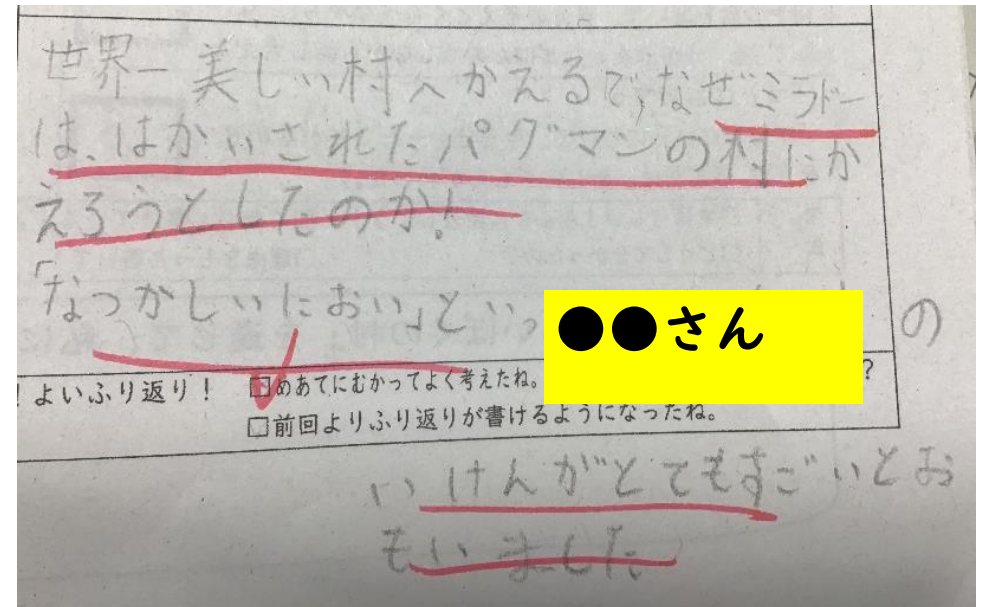 世界一美しい村へかえるで,なぜミラドー
は、はかいされたパグマンの村にか
えろうとしたのか!
「なつかしいにおい」といっ ●●さん の
!よいふり返り! ☑めあてにむかってよく考えたね。 ?
□前回よりふり返りが書けるようになったね。
いけんがとてもすごいとお
もいました